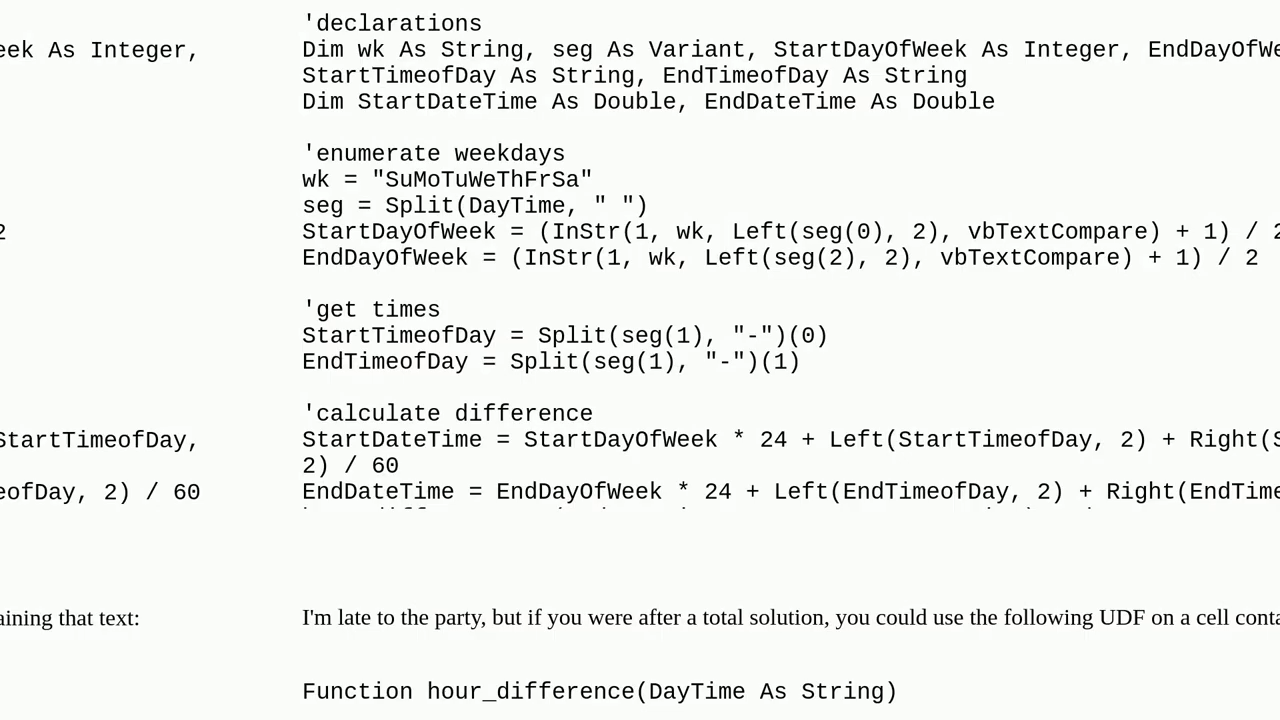 'declarations
eek As Integer,
Dim wk As String, seg As Variant, StartDayOfWeek As Integer, EndDayOfWe
StartTimeofDay As String, EndTimeofDay As String
Dim StartDateTime As Double, EndDateTime As Double
'enumerate weekdays
wk = "SuMoTuWeThFrSa"
seg = Split(DayTime, " ")
2
StartDayOfWeek = (InStr(1, wk, Left(seg(0), 2), vbTextCompare) + 1) / 2
EndDayOfWeek = (InStr(1, wk, Left(seg(2), 2), vbTextCompare) + 1) / 2
'get times
StartTimeofDay = Split(seg(1), "-")(0)
EndTimeofDay = Split(seg(1), "-")(1)
'calculate difference
StartTimeofDay,
StartDateTime = StartDayOfWeek * 24 + Left(StartTimeofDay, 2) + Right(S
2) / 60
eofDay, 2) / 60
EndDateTime = EndDayOfWeek * 24 + Left(EndTimeofDay, 2) + Right(EndTime
aining that text:
I'm late to the party, but if you were after a total solution, you could use the following UDF on a cell conta
Function hour_difference(DayTime As String)